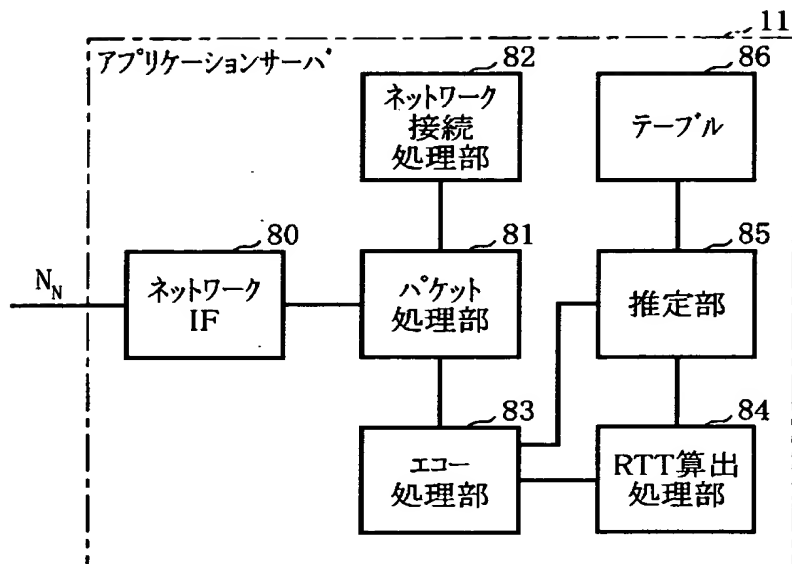 11
アプリケーションサーバ
82
ネットワーク
接続
処理部
86
テーブル
80
ネットワーク
IF
N_N
81
パケット
処理部
85
推定部
83
エコー
処理部
84
RTT算出
処理部